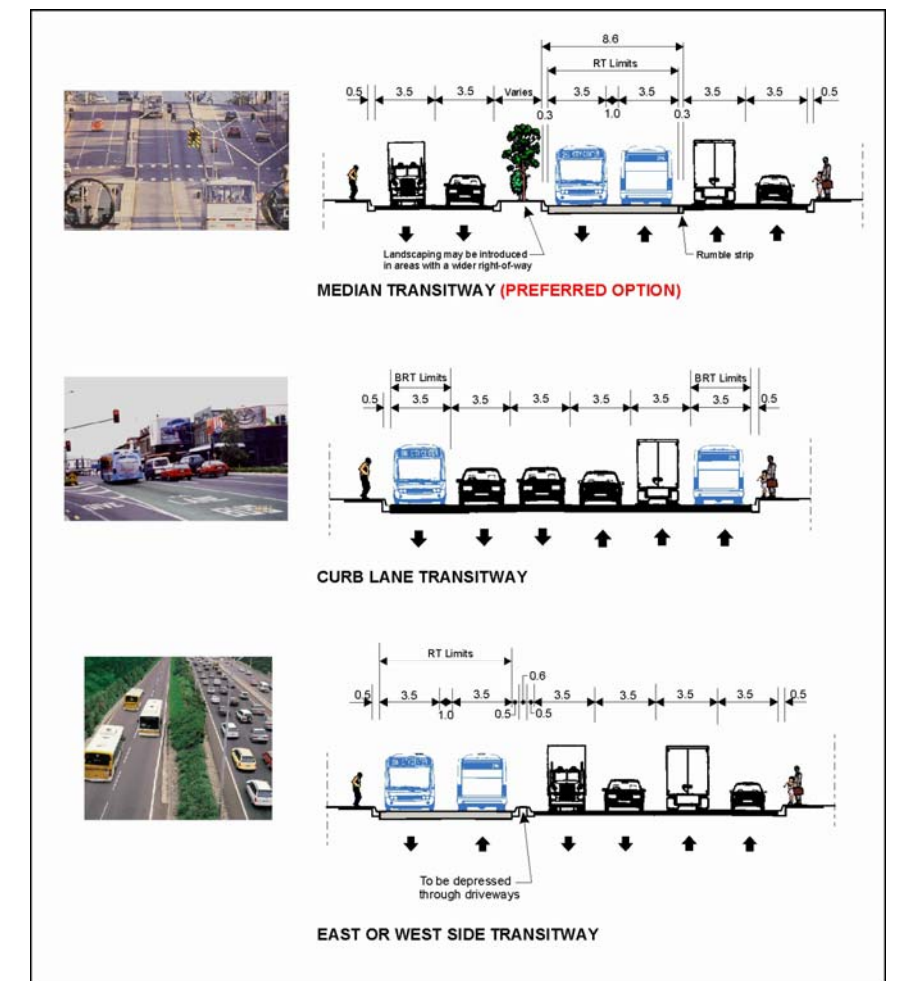 8.6
RT Limits
0.5 3.5 3.5 Varies 3.5 3.5 3.5 3.5 0.5
0.3 1.0 0.3
Landscaping may be introduced
in areas with a wider right-of-way
Rumble strip
MEDIAN TRANSITWAY (PREFERRED OPTION)
BRT Limits BRT Limits
0.5 3.5 3.5 3.5 3.5 3.5 3.5 0.5
CURB LANE TRANSITWAY
RT Limits
0.6
0.5 3.5 3.5 3.5 3.5 3.5 3.5 0.5
1.0 0.5 0.5
To be depressed
through driveways
EAST OR WEST SIDE TRANSITWAY